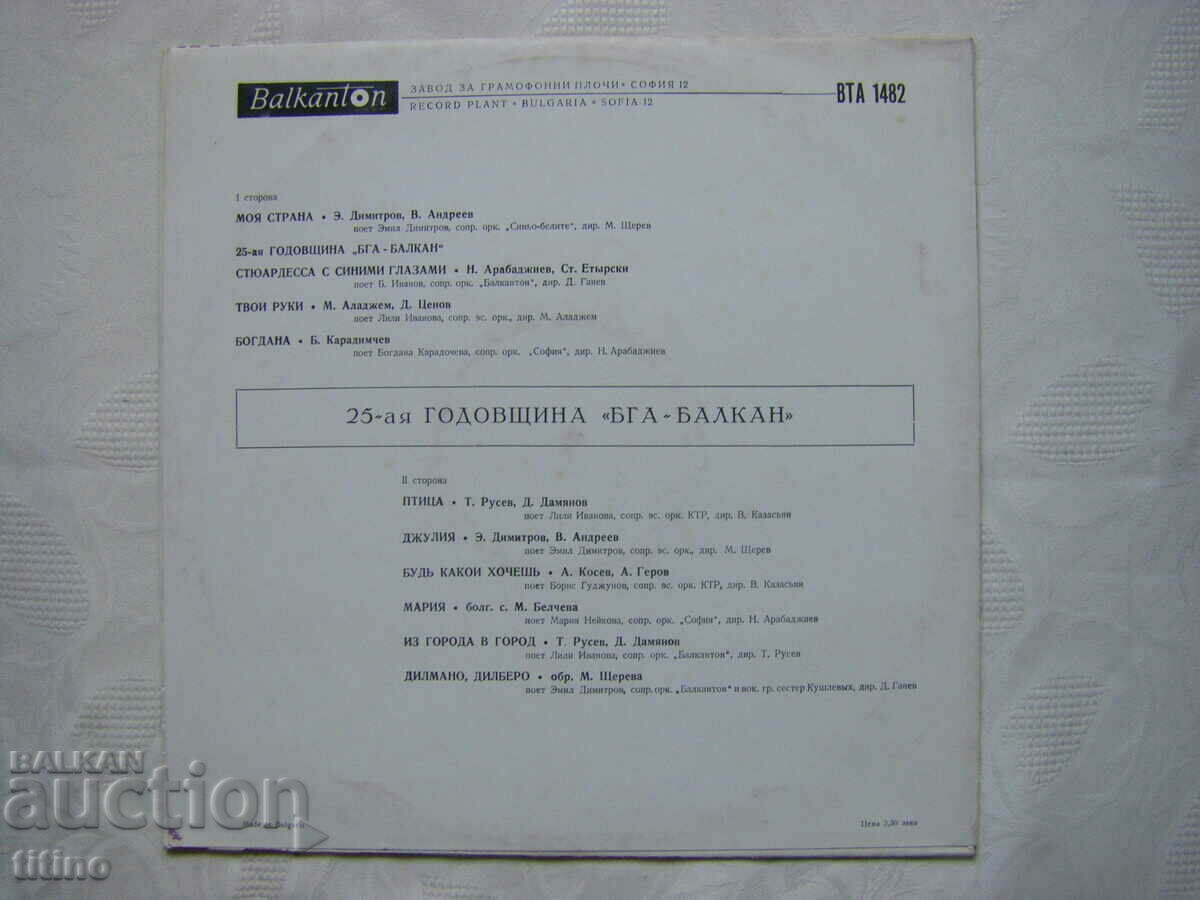 Balkanton
ЗАВОД ЗА ГРАМОФОННИ ПЛОЧИ • СОФИЯ 12
RECORD PLANT • BULGARIA • SOFIA 12
ВТА 1482
I сторона
МОЯ СТРАНА • Э. Димитров, В. Андреев
поет Эмил Димитров, сопр. орк. „Синьо-белите“, дир. М. Щерев
25-ая ГОДОВЩИНА „БГА - БАЛКАН“
СТЮАРДЕССА С СИНИМИ ГЛАЗАМИ • Н. Арабаджиев, Ст. Етырски
поет Б. Иванов, сопр. орк. „Балкантон“, дир. Д. Ганев
ТВОИ РУКИ • М. Аладжем, Д. Ценов
поет Лили Иванова, сопр. эс. орк., дир. М. Аладжем
БОГДАНА • Б. Карадимчев
поет Богдана Карадочева, сопр. орк. „София“, дир. Н. Арабаджиев
25-ая ГОДОВЩИНА «БГА - БАЛКАН»
II сторона
ПТИЦА • Т. Русев, Д. Дамянов
поет Лили Иванова, сопр. эс. орк. КТР, дир. В. Казасьян
ДЖУЛИЯ • Э. Димитров, В. Андреев
поет Эмил Димитров, сопр. эс. орк., дир. М. Щерев
БУДЬ КАКОИ ХОЧЕШЬ • А. Косев, А. Геров
поет Борис Гуджунов, сопр. эс. орк. КТР, дир. В. Казасьян
МАРИЯ • болг. с. М. Белчева
поет Мария Нейкова, сопр. орк. „София“, дир. Н. Арабаджиев
ИЗ ГОРОДА В ГОРОД • Т. Русев, Д. Дамянов
поет Лили Иванова, сопр. орк. „Балкантон“, дир. Т. Русев
ДИЛМАНО, ДИЛБЕРО • обр. М. Щерева
поет Эмил Димитров, сопр. орк. „Балкантон“ и вок. гр. сестер Кушлевых, дир. Д. Ганев
Made in Bulgaria
Цена 2,30 лева
BALKAN
auction
titino